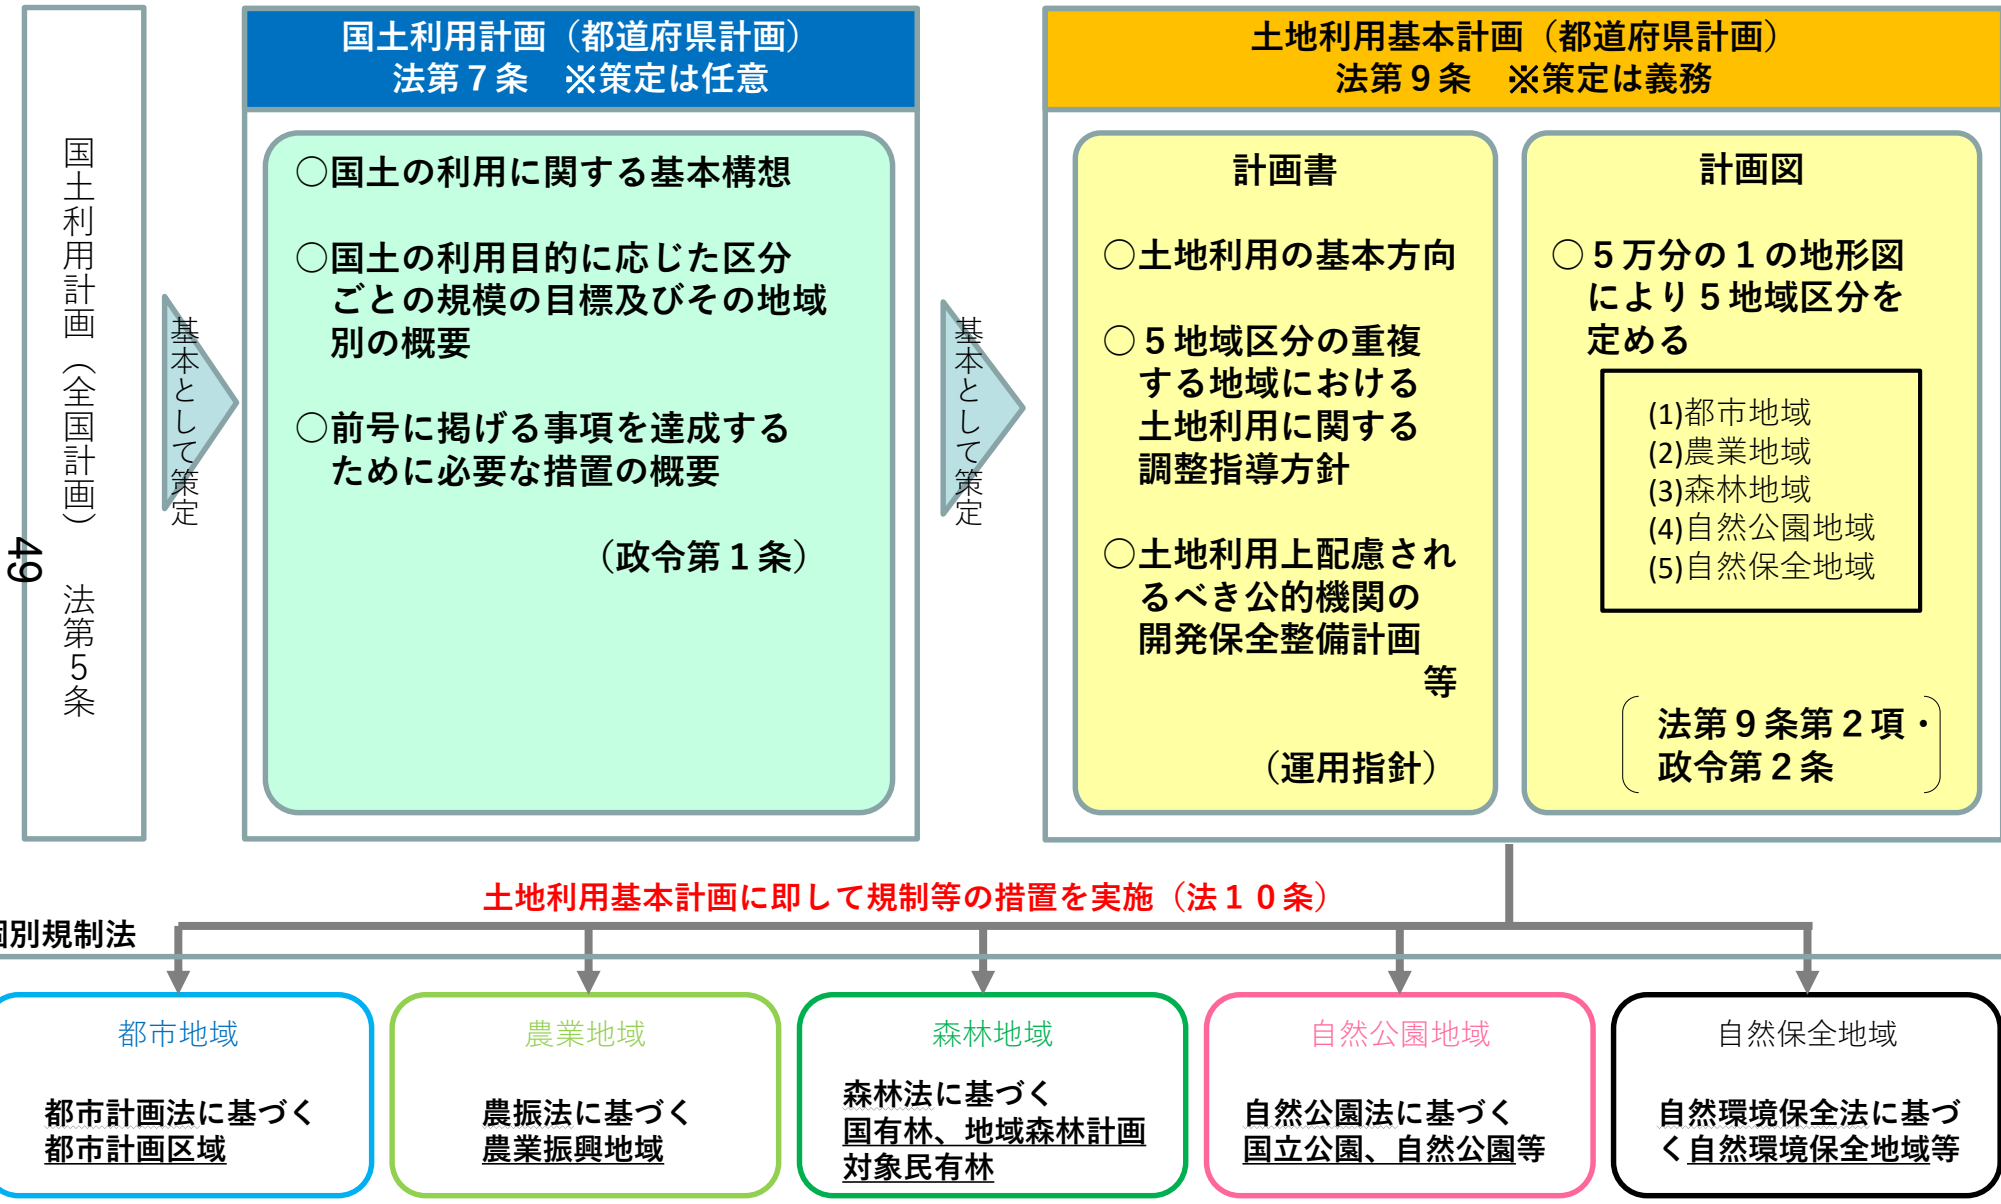 国土利用計画（全国計画）　法第5条
49
基本として策定
国土利用計画（都道府県計画）
法第７条　※策定は任意
○国土の利用に関する基本構想
○国土の利用目的に応じた区分
ごとの規模の目標及びその地域
別の概要
○前号に掲げる事項を達成する
ために必要な措置の概要
（政令第１条）
基本として策定
土地利用基本計画（都道府県計画）
法第９条　※策定は義務
計画書
○土地利用の基本方向
○５地域区分の重複
する地域における
土地利用に関する
調整指導方針
○土地利用上配慮され
るべき公的機関の
開発保全整備計画
等
（運用指針）
計画図
○５万分の１の地形図
により５地域区分を
定める
(1)都市地域
(2)農業地域
(3)森林地域
(4)自然公園地域
(5)自然保全地域
法第９条第２項・
政令第２条
土地利用基本計画に即して規制等の措置を実施（法１０条）
個別規制法
都市地域
都市計画法に基づく
都市計画区域
農業地域
農振法に基づく
農業振興地域
森林地域
森林法に基づく
国有林、地域森林計画
対象民有林
自然公園地域
自然公園法に基づく
国立公園、自然公園等
自然保全地域
自然環境保全法に基づ
く自然環境保全地域等